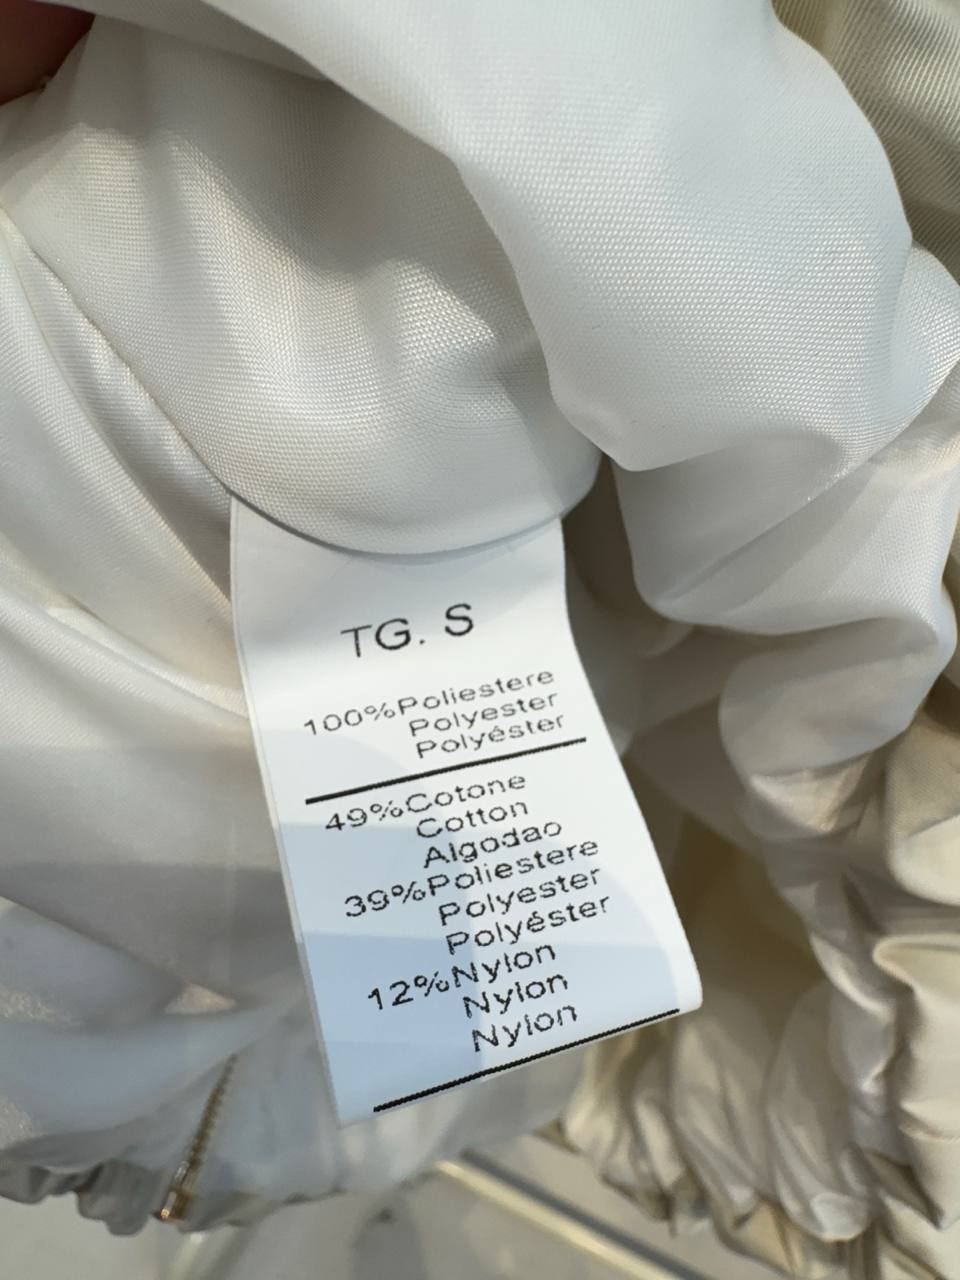 TG. S
100%Poliestere
Polyester
Polyéster
49%Cotone
Cotton
Algodao
39%Poliestere
Polyester
Polyéster
12%Nylon
Nylon
Nylon